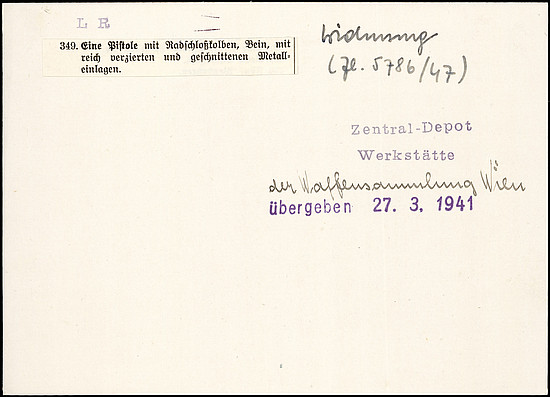 L R
349. Eine Pistole mit Radschloßkolben, Bein, mit
reich verzierten und geschnittenen Metall-
einlagen.
Widmung
(Zl. 5786/47)
Zentral-Depot
Werkstätte
der Waffensammlung Wien
übergeben 27. 3. 1941